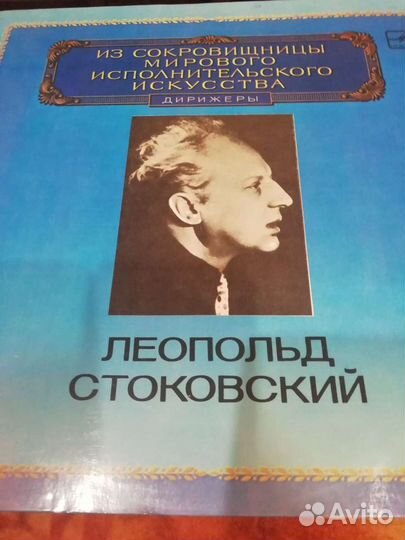 ИЗ СОКРОВИЩНИЦЫ
МИРОВОГО
ИСПОЛНИТЕЛЬСКОГО
ИСКУССТВА
ДИРИЖЕРЫ
ЛЕОПОЛЬД
СТОКОВСКИЙ
Avito